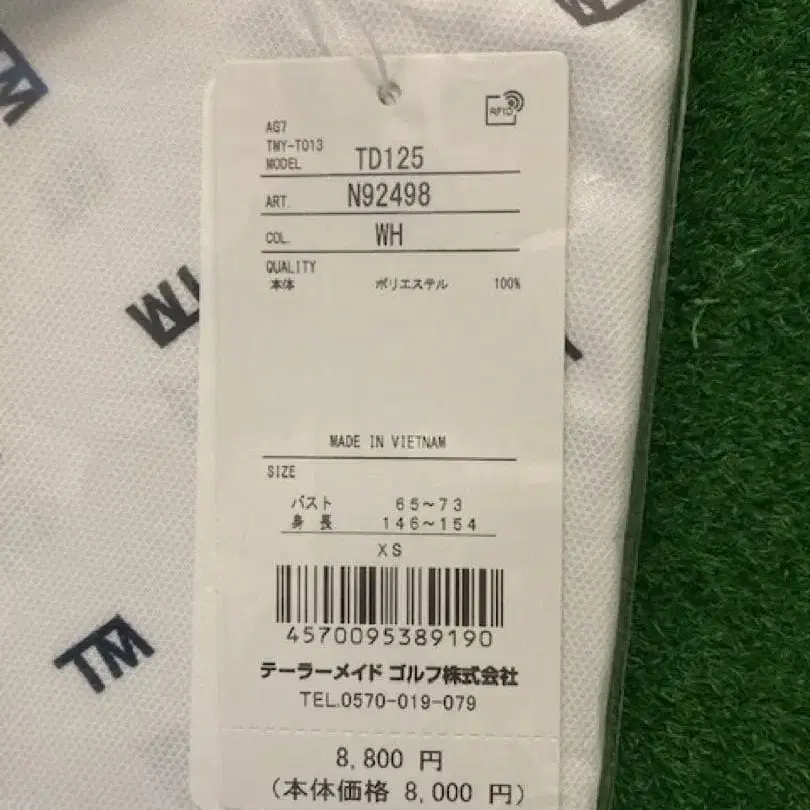 TM
RFID
AG7
TMY-T013
MODEL TD125
ART. N92498
COL. WH
QUALITY
本体 ポリエステル 100%
MADE IN VIETNAM
SIZE
バスト 65~73
身長 146~154
XS
4570095389190
テーラーメイド ゴルフ株式会社
TEL.0570-019-079
8,800 円
(本体価格 8,000 円)
TM